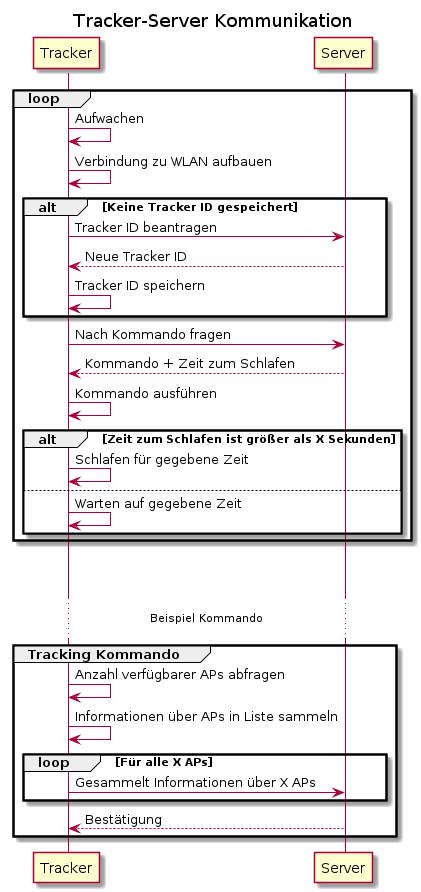 Tracker-Server Kommunikation
Tracker Server
loop
Aufwachen
Verbindung zu WLAN aufbauen
alt [Keine Tracker ID gespeichert]
Tracker ID beantragen
Neue Tracker ID
Tracker ID speichern
Nach Kommando fragen
Kommando + Zeit zum Schlafen
Kommando ausführen
alt [Zeit zum Schlafen ist größer als X Sekunden]
Schlafen für gegebene Zeit
Warten auf gegebene Zeit
Beispiel Kommando
Tracking Kommando
Anzahl verfügbarer APs abfragen
Informationen über APs in Liste sammeln
loop [Für alle X APs]
Gesammelt Informationen über X APs
Bestätigung
Tracker Server